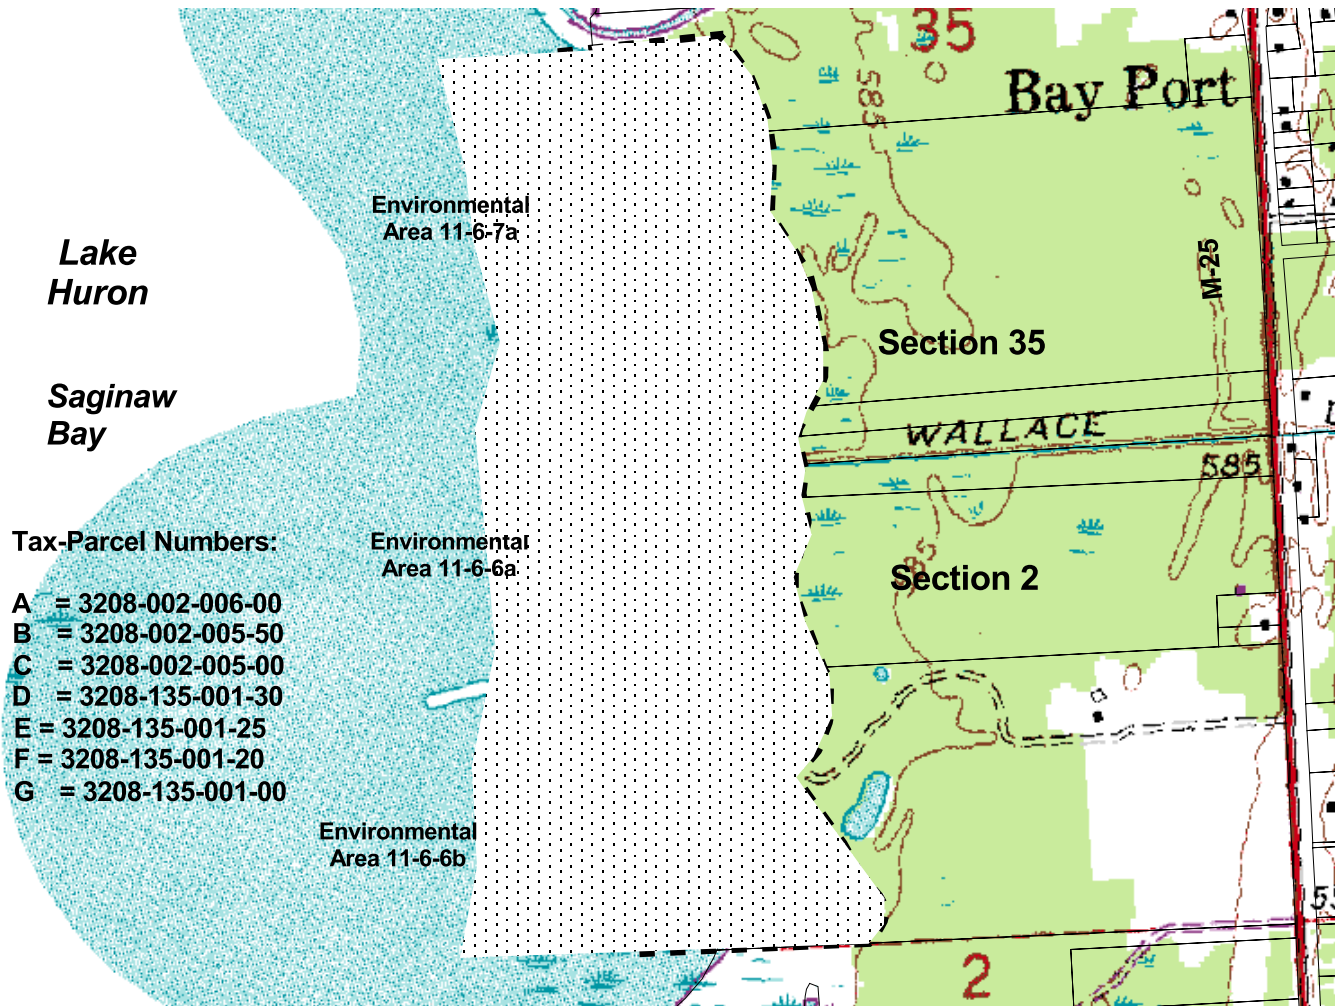 35
Bay Port
585
Environmental
Area 11-6-7a
Lake
Huron
M-25
Section 35
Saginaw
Bay
WALLACE
585
Tax-Parcel Numbers:
Environmental
Area 11-6-6a
585
Section 2
A = 3208-002-006-00
B = 3208-002-005-50
C = 3208-002-005-00
D = 3208-135-001-30
E = 3208-135-001-25
F = 3208-135-001-20
G = 3208-135-001-00
Environmental
Area 11-6-6b
2